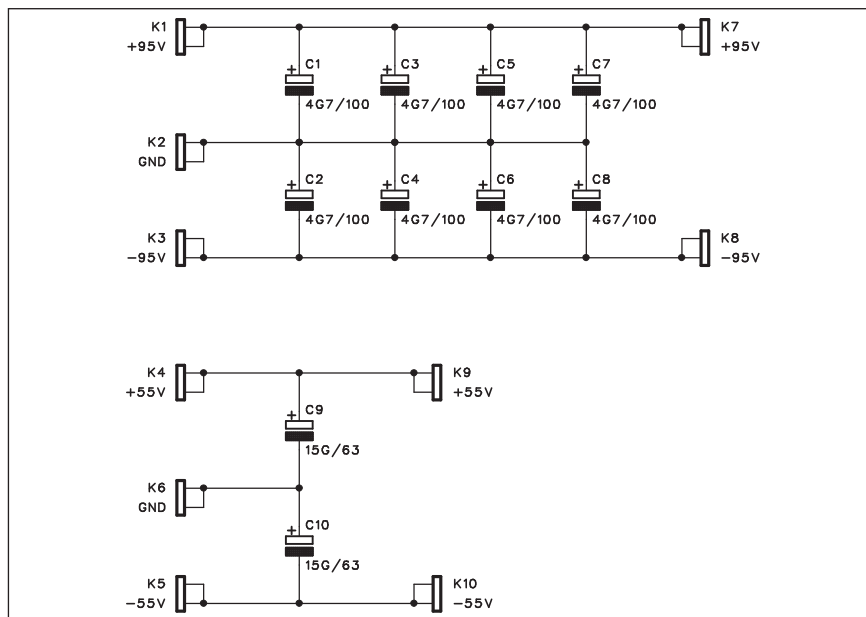 K1
+95V
K7
+95V
+
C1
4G7/100
+
C3
4G7/100
+
C5
4G7/100
+
C7
4G7/100
K2
GND
+
C2
4G7/100
+
C4
4G7/100
+
C6
4G7/100
+
C8
4G7/100
K3
-95V
K8
-95V
K4
+55V
K9
+55V
+
C9
15G/63
K6
GND
+
C10
15G/63
K5
-55V
K10
-55V